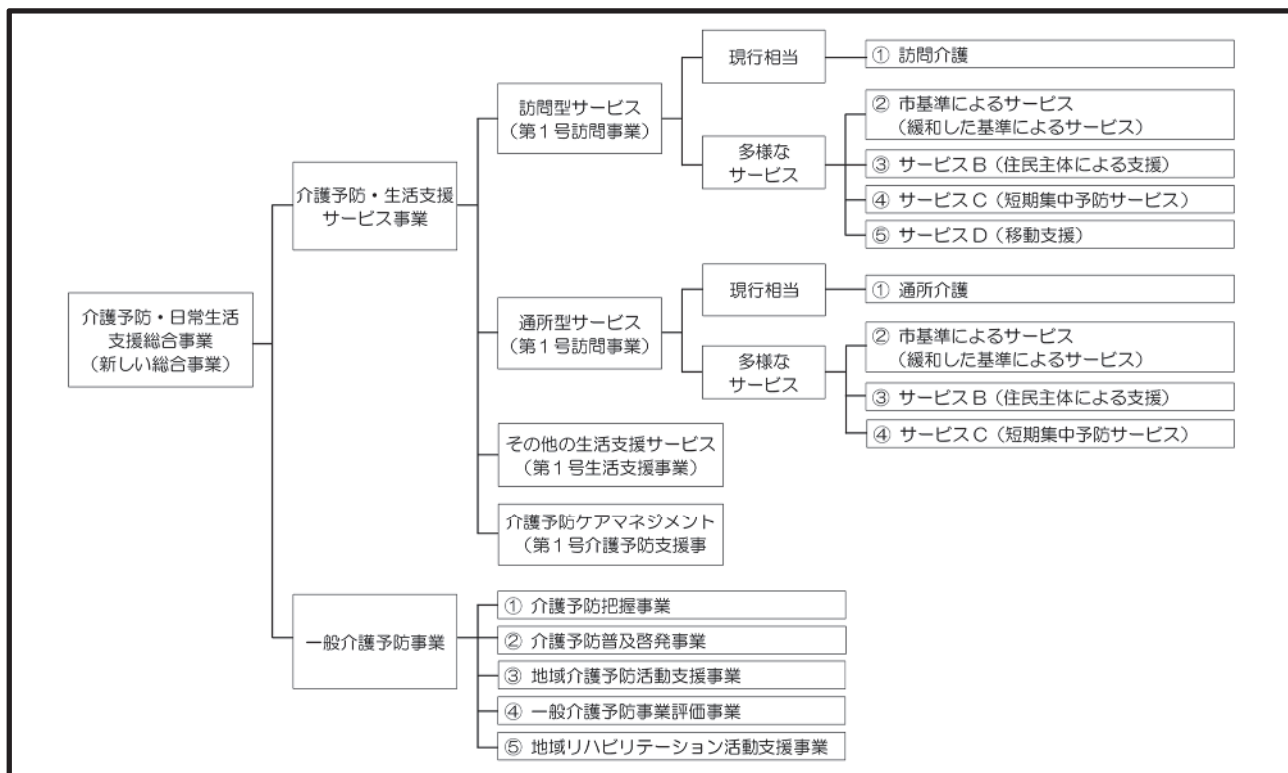 介護予防・日常生活
支援総合事業
（新しい総合事業）
介護予防・生活支援
サービス事業
訪問型サービス
（第１号訪問事業）
現行相当
① 訪問介護
多様な
サービス
② 市基準によるサービス
（緩和した基準によるサービス）
③ サービスＢ（住民主体による支援）
④ サービスＣ（短期集中予防サービス）
⑤ サービスＤ（移動支援）
通所型サービス
（第１号訪問事業）
現行相当
① 通所介護
多様な
サービス
② 市基準によるサービス
（緩和した基準によるサービス）
③ サービスＢ（住民主体による支援）
④ サービスＣ（短期集中予防サービス）
その他の生活支援サービス
（第１号生活支援事業）
介護予防ケアマネジメント
（第１号介護予防支援事
一般介護予防事業
① 介護予防把握事業
② 介護予防普及啓発事業
③ 地域介護予防活動支援事業
④ 一般介護予防事業評価事業
⑤ 地域リハビリテーション活動支援事業